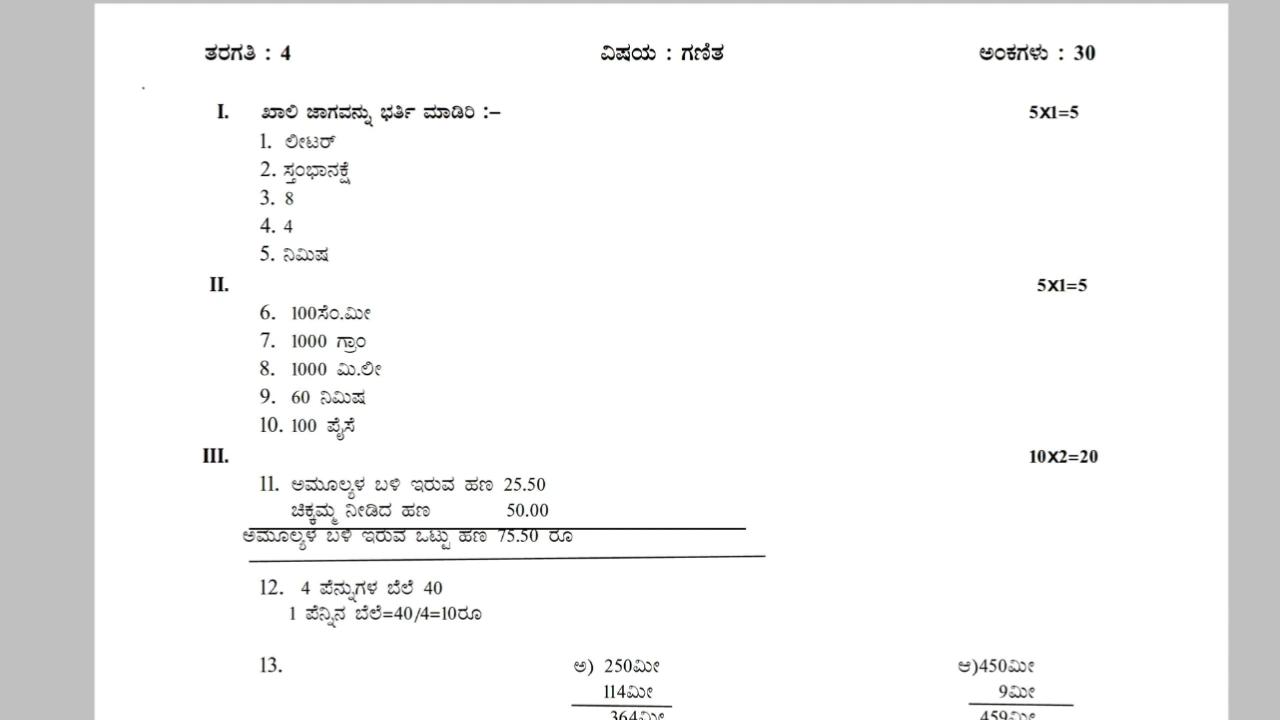 ತರಗತಿ : 4 ವಿಷಯ : ಗಣಿತ ಅಂಕಗಳು : 30
I. ಖಾಲಿ ಜಾಗವನ್ನು ಭರ್ತಿ ಮಾಡಿರಿ :– 5X1=5
1. ಲೀಟರ್
2. ಸ್ತಂಭಾನಕ್ಷೆ
3. 8
4. 4
5. ನಿಮಿಷ
II. 5X1=5
6. 100ಸೆಂ.ಮೀ
7. 1000 ಗ್ರಾಂ
8. 1000 ಮಿ.ಲೀ
9. 60 ನಿಮಿಷ
10. 100 ಪೈಸೆ
III. 10X2=20
11. ಅಮೂಲ್ಯಳ ಬಳಿ ಇರುವ ಹಣ 25.50
ಚಿಕ್ಕಮ್ಮ ನೀಡಿದ ಹಣ 50.00
ಅಮೂಲ್ಯಳ ಬಳಿ ಇರುವ ಒಟ್ಟು ಹಣ 75.50 ರೂ
12. 4 ಪೆನ್ನುಗಳ ಬೆಲೆ 40
1 ಪೆನ್ನಿನ ಬೆಲೆ=40/4=10ರೂ
13. ಅ) 250ಮೀ ಆ)450ಮೀ
114ಮೀ 9ಮೀ
364ಮೀ 459ಮೀ